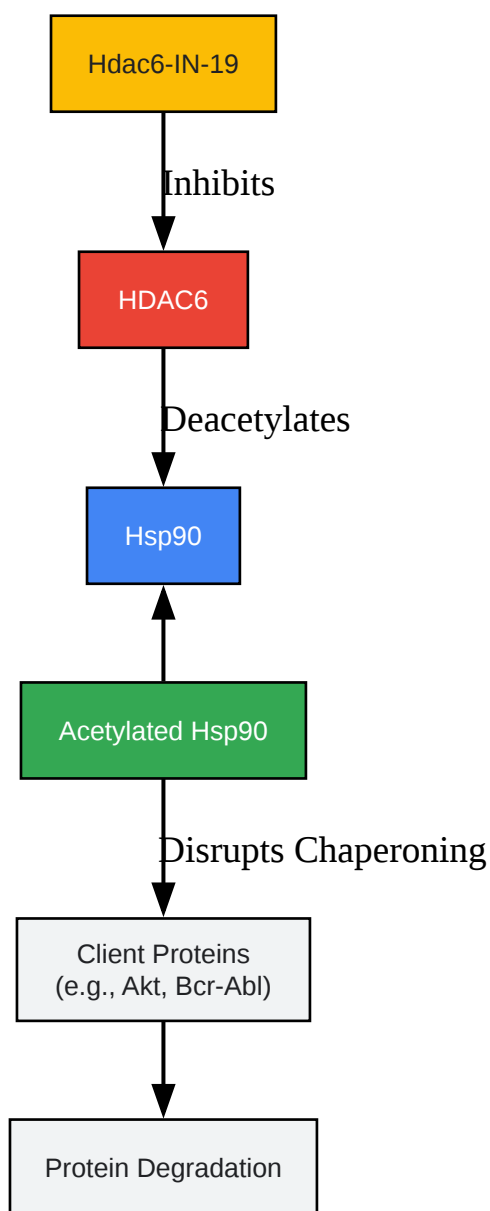 Hdac6-IN-19
Inhibits
HDAC6
Deacetylates
Hsp90
Acetylated Hsp90
Disrupts Chaperoning
Client Proteins
(e.g., Akt, Bcr-Abl)
Protein Degradation